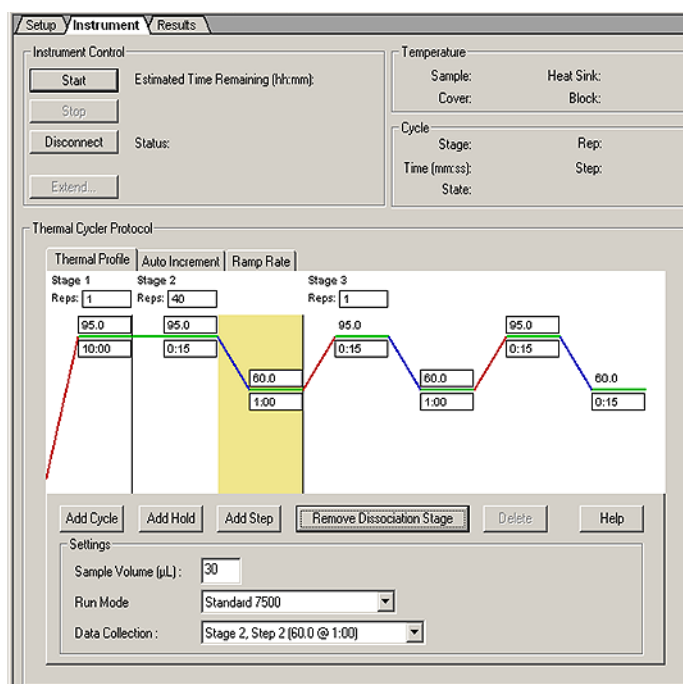 Setup Instrument Results
Instrument Control
Start Estimated Time Remaining (hh:mm):
Stop
Disconnect Status:
Extend...
Temperature
Sample: Heat Sink:
Cover: Block:
Cycle
Stage: Rep:
Time (mm:ss): Step:
State:
Thermal Cycler Protocol
Thermal Profile Auto Increment Ramp Rate
Stage 1 Stage 2 Stage 3
Reps: 1 Reps: 40 Reps: 1
95.0 95.0 95.0 95.0
10:00 0:15 0:15 0:15
60.0 60.0 60.0
1:00 1:00 0:15
Add Cycle Add Hold Add Step Remove Dissociation Stage Delete Help
Settings
Sample Volume (µL) : 30
Run Mode Standard 7500
Data Collection : Stage 2, Step 2 (60.0 @ 1:00)